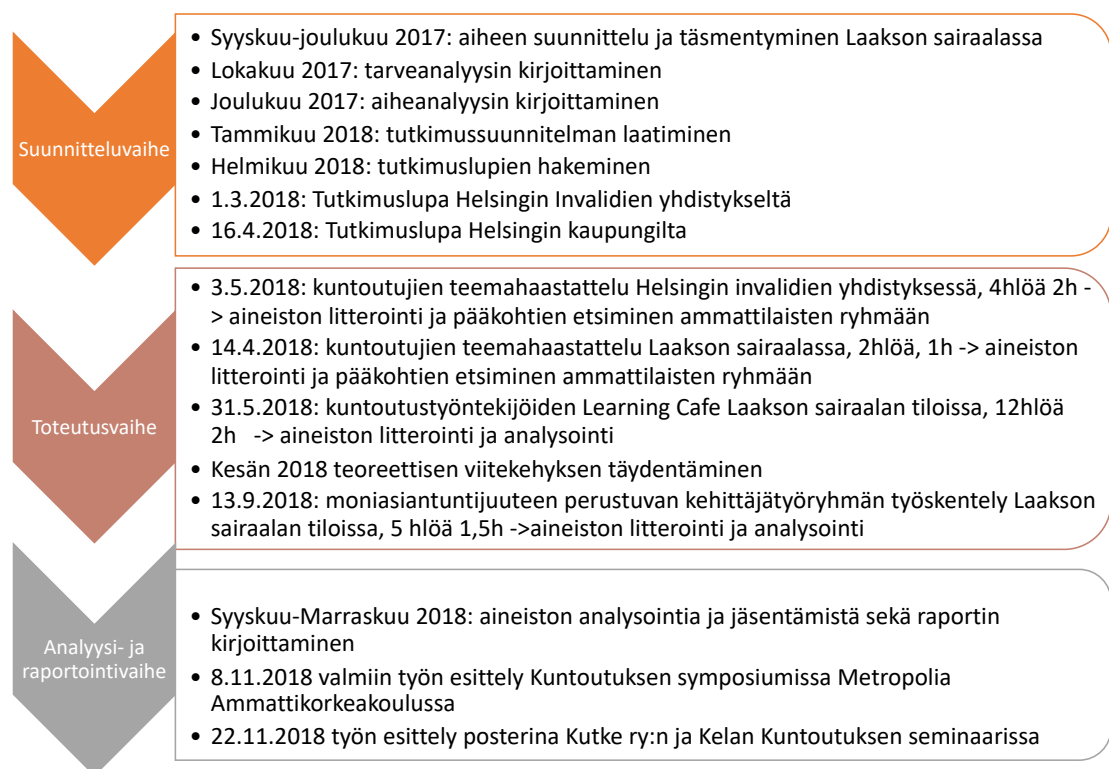 Suunnitteluvaihe
• Syyskuu-joulukuu 2017: aiheen suunnittelu ja täsmentyminen Laakson sairaalassa
• Lokakuu 2017: tarveanalyysin kirjoittaminen
• Joulukuu 2017: aiheanalyysin kirjoittaminen
• Tammikuu 2018: tutkimussuunnitelman laatiminen
• Helmikuu 2018: tutkimuslupien hakeminen
• 1.3.2018: Tutkimuslupa Helsingin Invalidien yhdistykseltä
• 16.4.2018: Tutkimuslupa Helsingin kaupungilta
Toteutusvaihe
• 3.5.2018: kuntoutujien teemahaastattelu Helsingin invalidien yhdistyksessä, 4hlöä 2h -
> aineiston litterointi ja pääkohtien etsiminen ammattilaisten ryhmään
• 14.4.2018: kuntoutujien teemahaastattelu Laakson sairaalassa, 2hlöä, 1h -> aineiston
litterointi ja pääkohtien etsiminen ammattilaisten ryhmään
• 31.5.2018: kuntoutustyöntekijöiden Learning Cafe Laakson sairaalan tiloissa, 12hlöä
2h -> aineiston litterointi ja analysointi
• Kesän 2018 teoreettisen viitekehyksen täydentäminen
• 13.9.2018: moniasiantuntijuuteen perustuvan kehittäjätyöryhmän työskentely Laakson
sairaalan tiloissa, 5 hlöä 1,5h ->aineiston litterointi ja analysointi
Analyysi- ja
raportointivaihe
• Syyskuu-Marraskuu 2018: aineiston analysointia ja jäsentämistä sekä raportin
kirjoittaminen
• 8.11.2018 valmiin työn esittely Kuntoutuksen symposiumissa Metropolia
Ammattikorkeakoulussa
• 22.11.2018 työn esittely posterina Kutke ry:n ja Kelan Kuntoutuksen seminaarissa